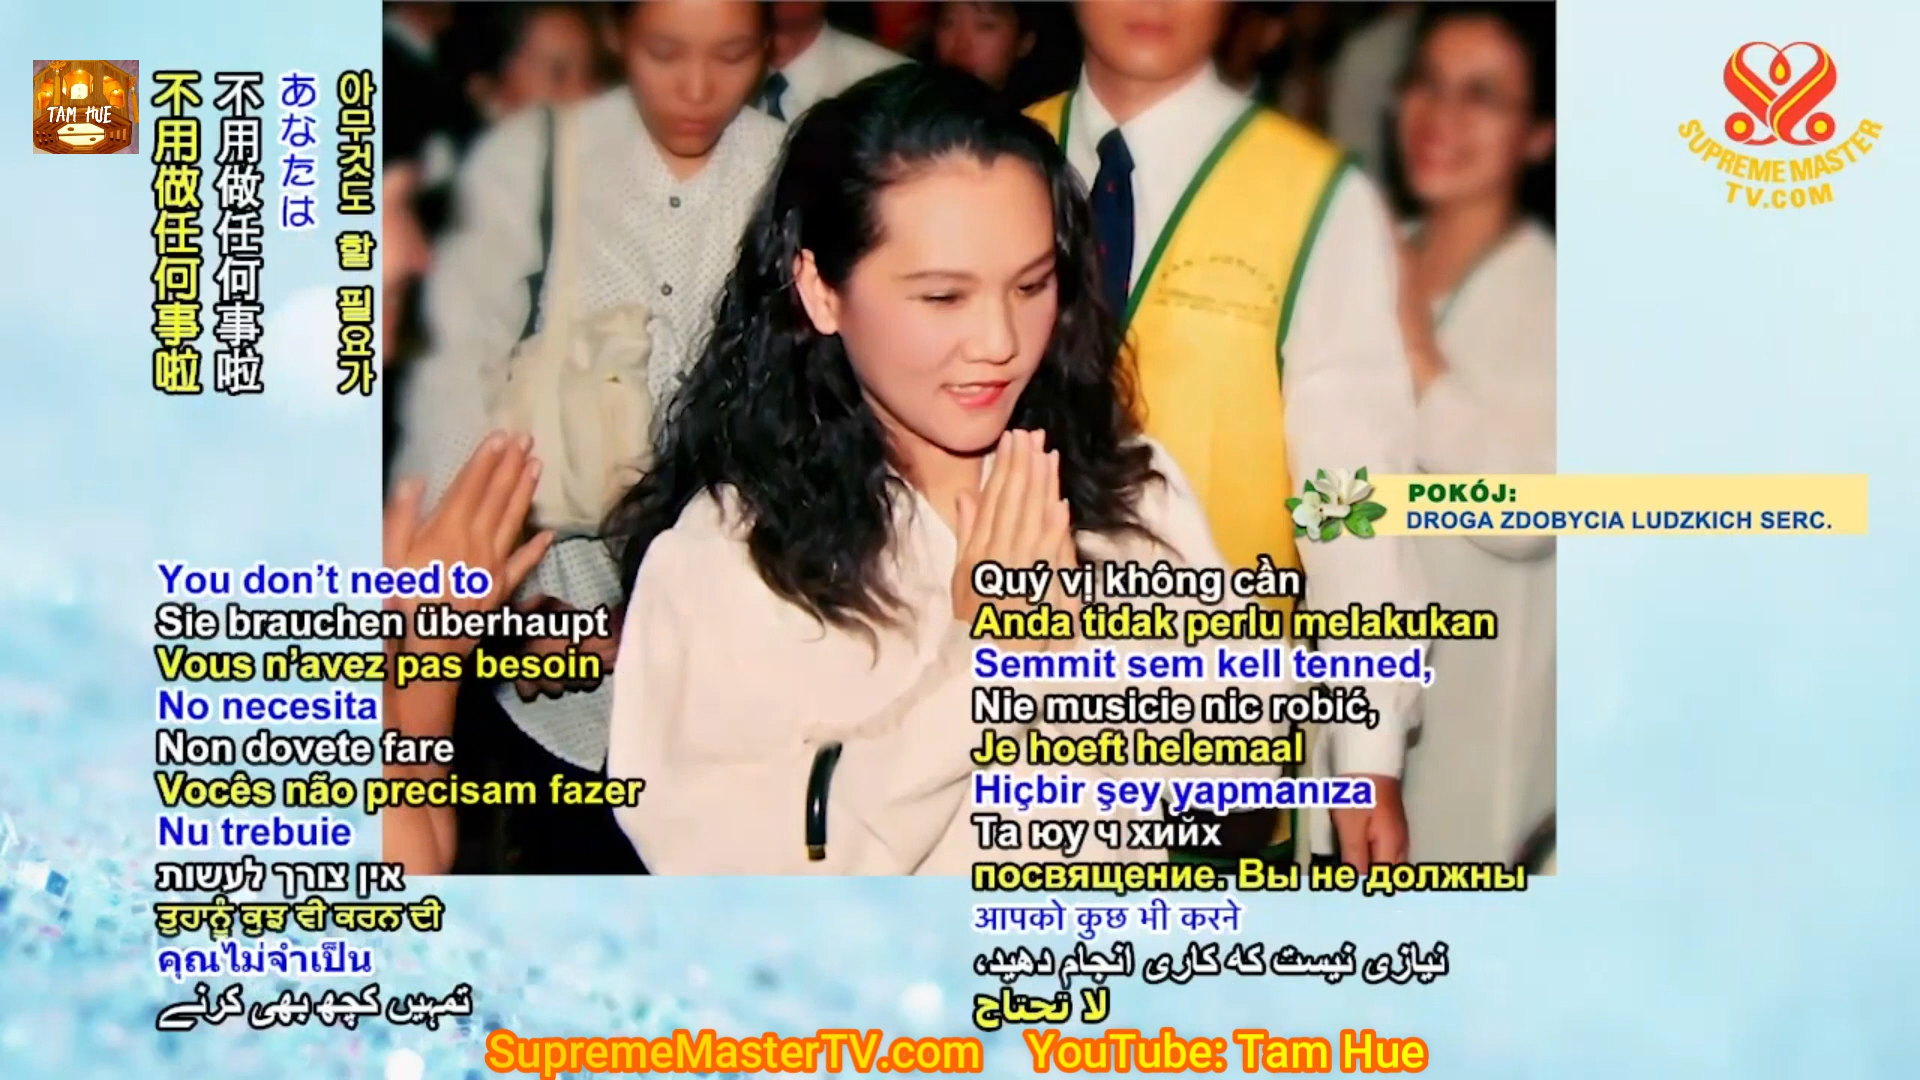 TAM HUE
不用做任何事啦
不用做任何事啦
あなたは
아무것도 할 필요가
SUPREME MASTER
TV.COM
POKÓJ:
DROGA ZDOBYCIA LUDZKICH SERC.
You don’t need to
Sie brauchen überhaupt
Vous n’avez pas besoin
No necesita
Non dovete fare
Vocês não precisam fazer
Nu trebuie
אין צורך לעשות
ਤੁਹਾਨੂੰ ਕੁਝ ਵੀ ਕਰਨ ਦੀ
คุณไม่จำเป็น
تمہیں کچھ بھی کرنے
Quý vị không cần
Anda tidak perlu melakukan
Semmit sem kell tenned,
Nie musicie nic robić,
Je hoeft helemaal
Hiçbir şey yapmanıza
Та юу ч хийх
посвящение. Вы не должны
आपको कुछ भी करने
نیازی نیست که کاری انجام دهید،
لا تحتاج
SupremeMasterTV.com YouTube: Tam Hue